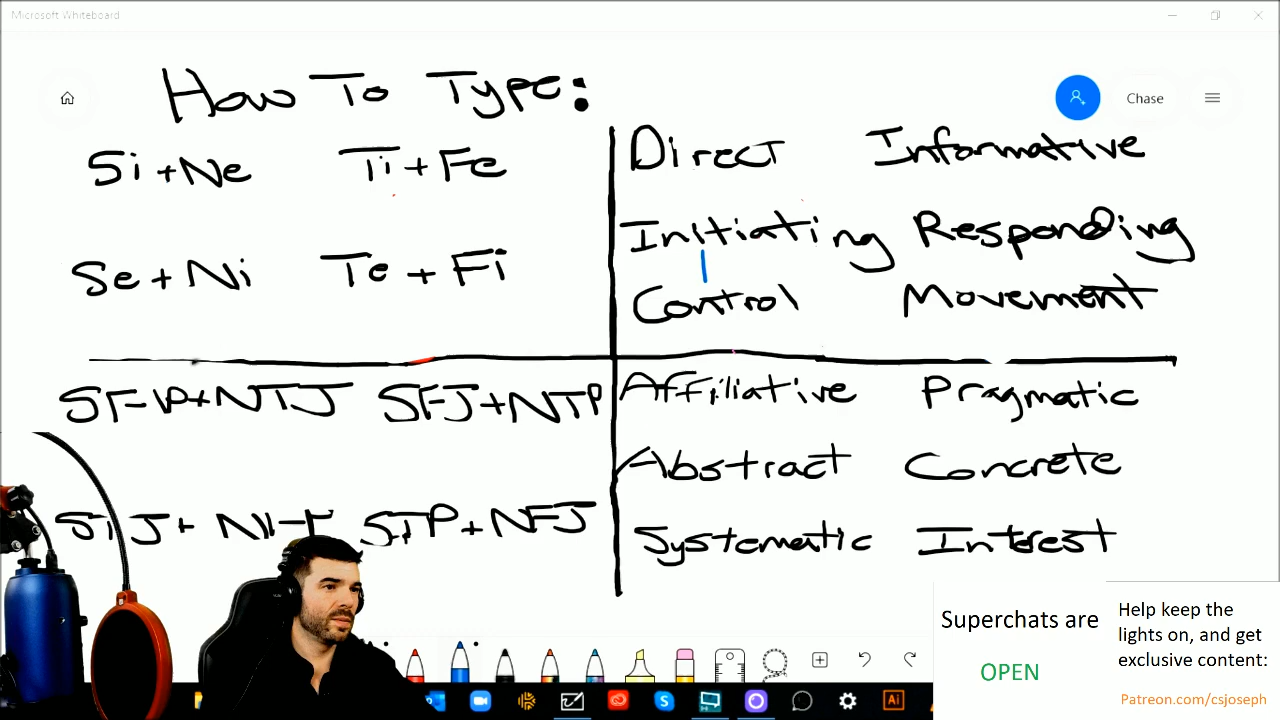 Microsoft Whiteboard
How To Type:
Chase
Si + Ne Ti + Fe
Se + Ni Te + Fi
Direct Informative
Initiating Responding
Control Movement
SFP + NTJ SFJ + NTP
STP + NFJ
Affiliative Pragmatic
Abstract Concrete
Systematic Interest
Superchats are
OPEN
Help keep the
lights on, and get
exclusive content:
Patreon.com/csjoseph